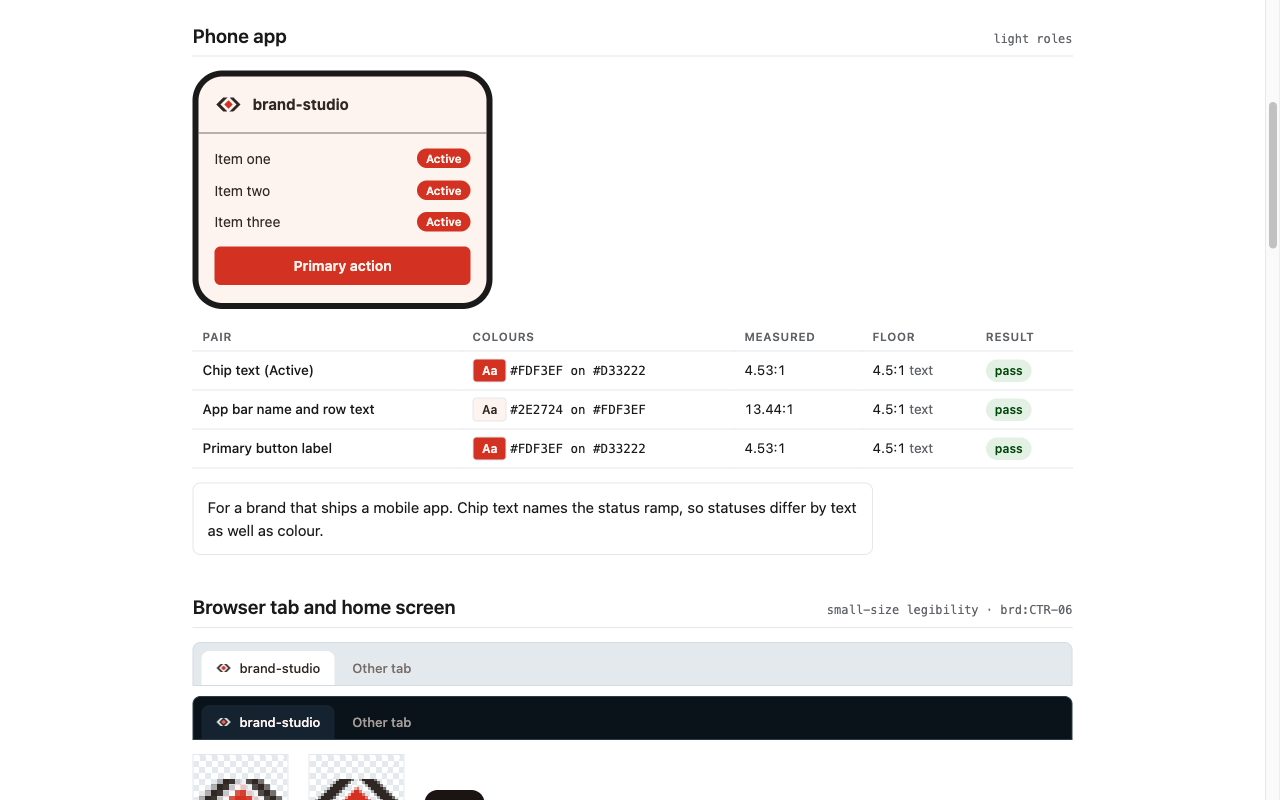 Phone app
light roles
brand-studio
Item one
Active
Item two
Active
Item three
Active
Primary action
PAIR COLOURS MEASURED FLOOR RESULT
Chip text (Active) Aa #FDF3EF on #D33222 4.53:1 4.5:1 text pass
App bar name and row text Aa #2E2724 on #FDF3EF 13.44:1 4.5:1 text pass
Primary button label Aa #FDF3EF on #D33222 4.53:1 4.5:1 text pass
For a brand that ships a mobile app. Chip text names the status ramp, so statuses differ by text
as well as colour.
Browser tab and home screen
small-size legibility · brd:CTR-06
brand-studio Other tab
brand-studio Other tab